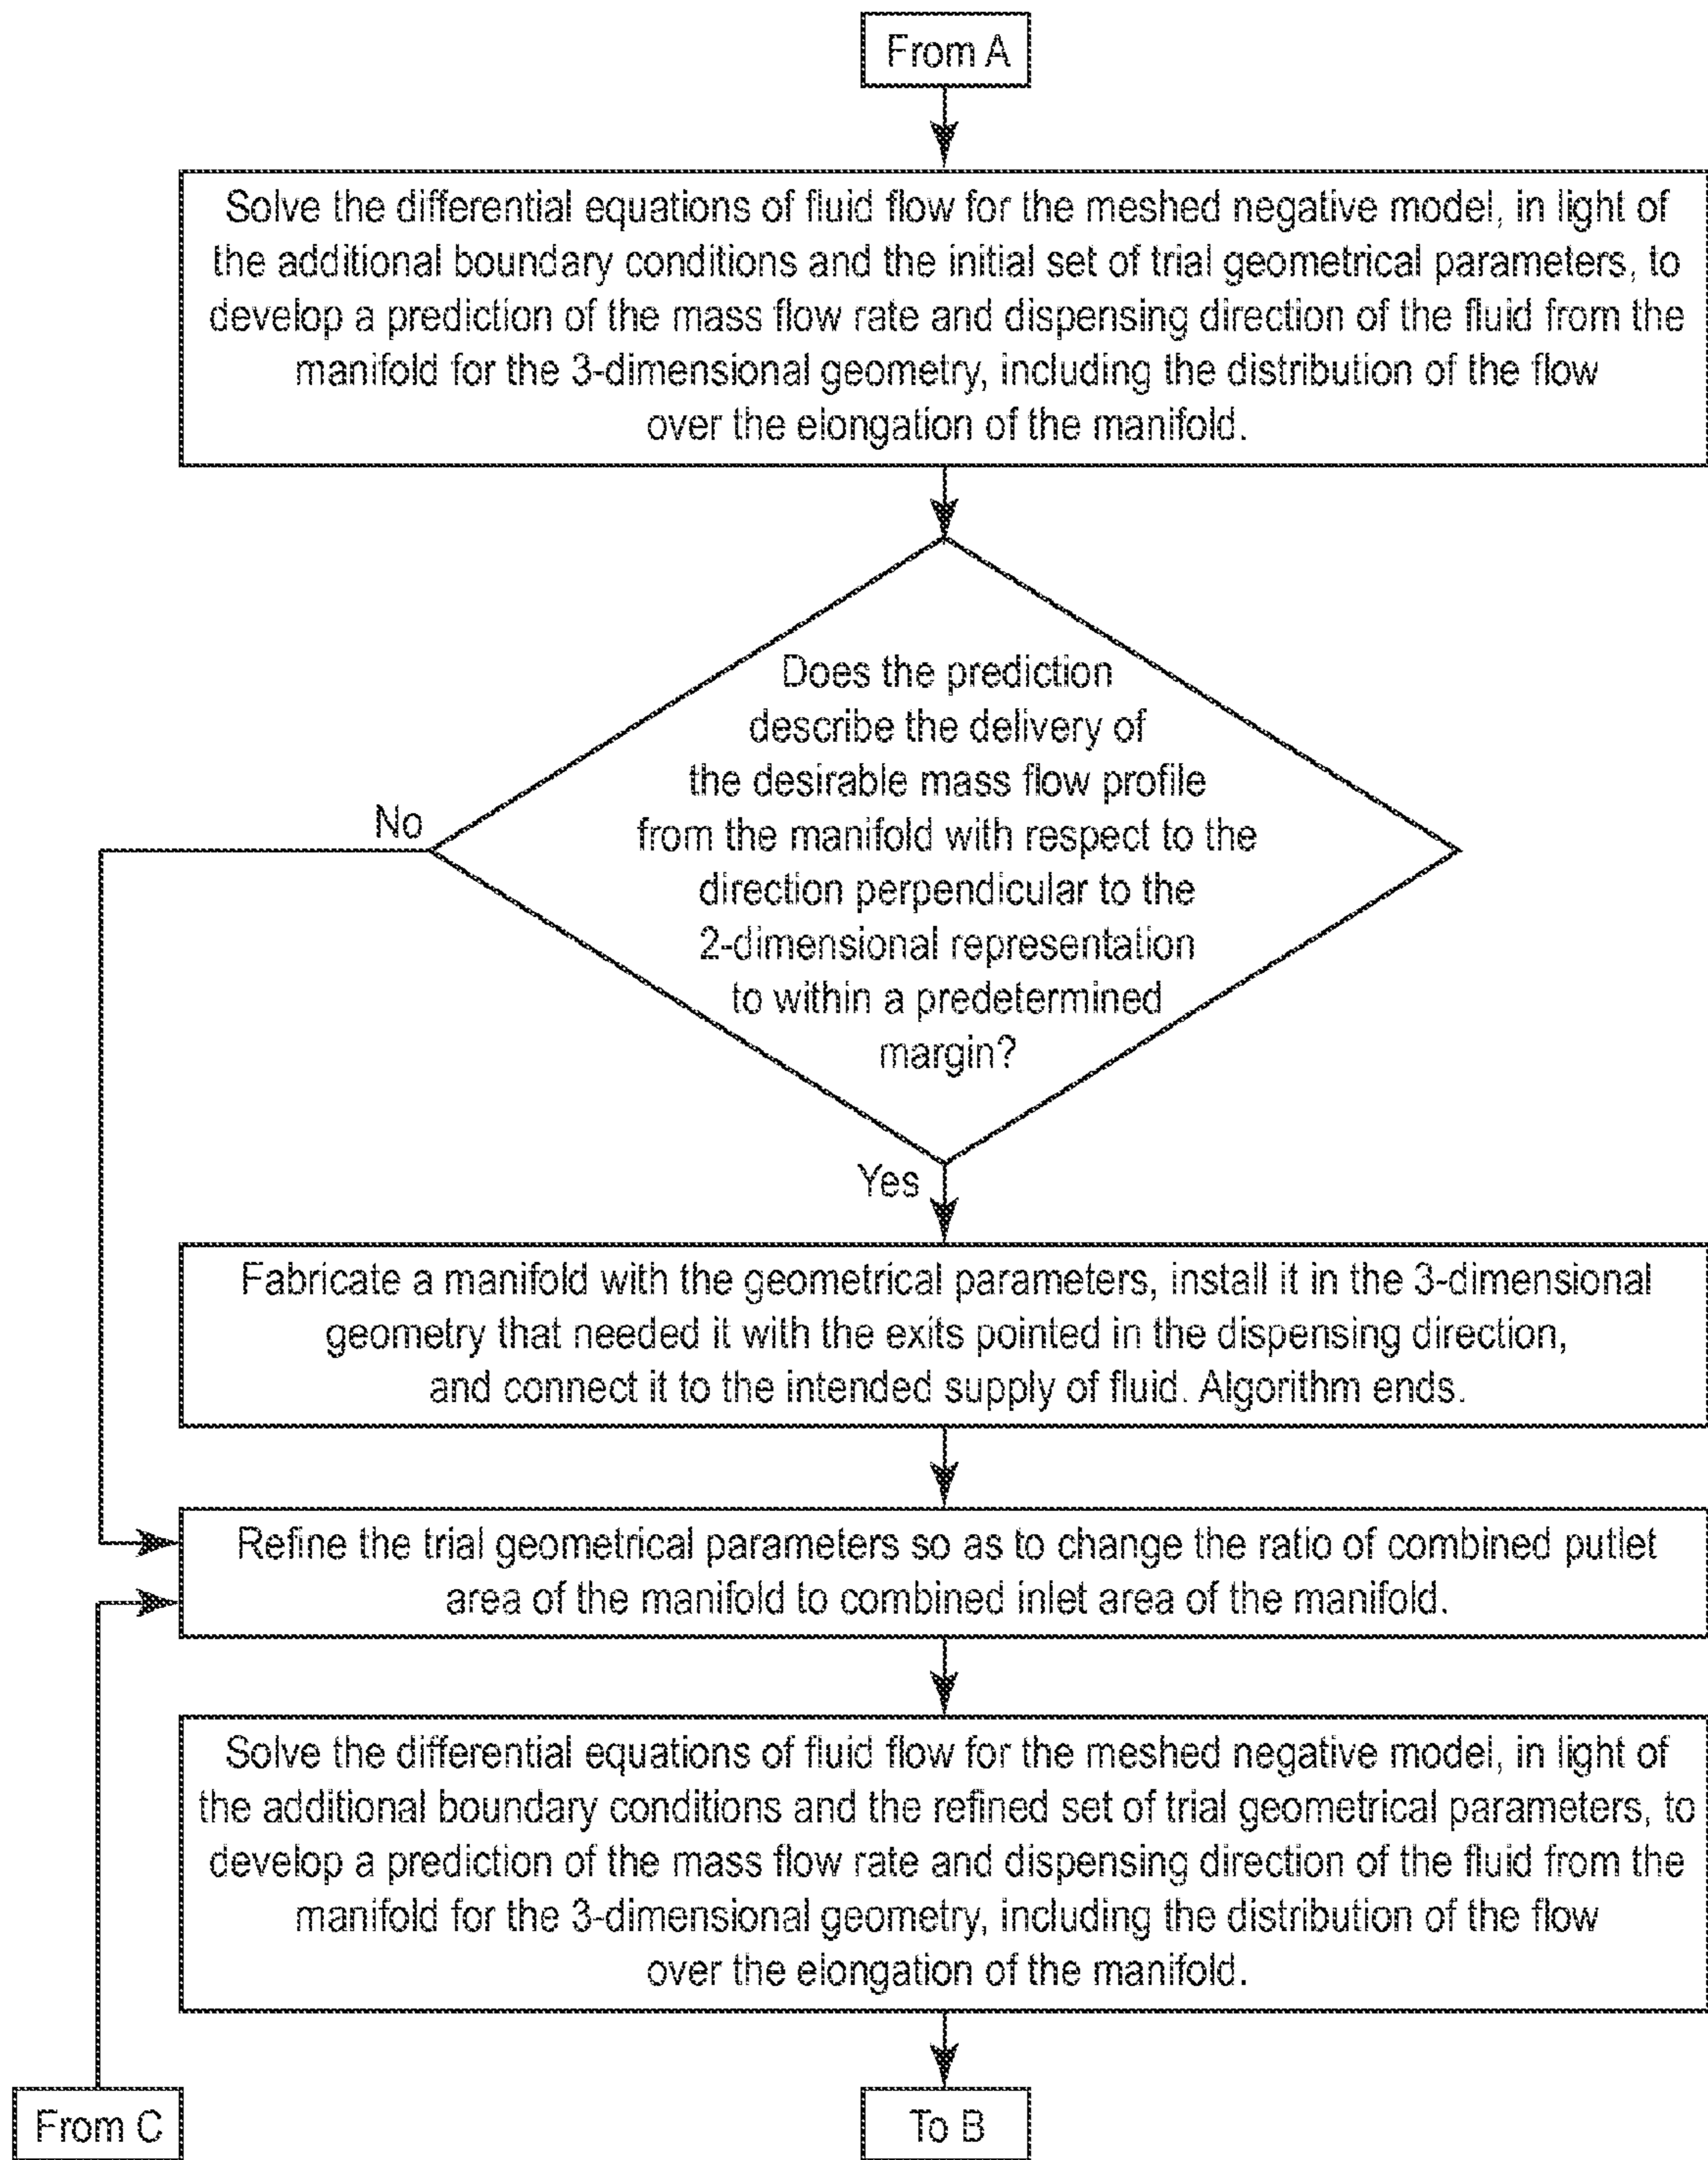 From A
Solve the differential equations of fluid flow for the meshed negative model, in light of
the additional boundary conditions and the initial set of trial geometrical parameters, to
develop a prediction of the mass flow rate and dispensing direction of the fluid from the
manifold for the 3-dimensional geometry, including the distribution of the flow
over the elongation of the manifold.
Does the prediction
describe the delivery of
the desirable mass flow profile
from the manifold with respect to the
direction perpendicular to the
2-dimensional representation
to within a predetermined
margin?
No
Yes
Fabricate a manifold with the geometrical parameters, install it in the 3-dimensional
geometry that needed it with the exits pointed in the dispensing direction,
and connect it to the intended supply of fluid. Algorithm ends.
Refine the trial geometrical parameters so as to change the ratio of combined putlet
area of the manifold to combined inlet area of the manifold.
Solve the differential equations of fluid flow for the meshed negative model, in light of
the additional boundary conditions and the refined set of trial geometrical parameters, to
develop a prediction of the mass flow rate and dispensing direction of the fluid from the
manifold for the 3-dimensional geometry, including the distribution of the flow
over the elongation of the manifold.
From C
To B